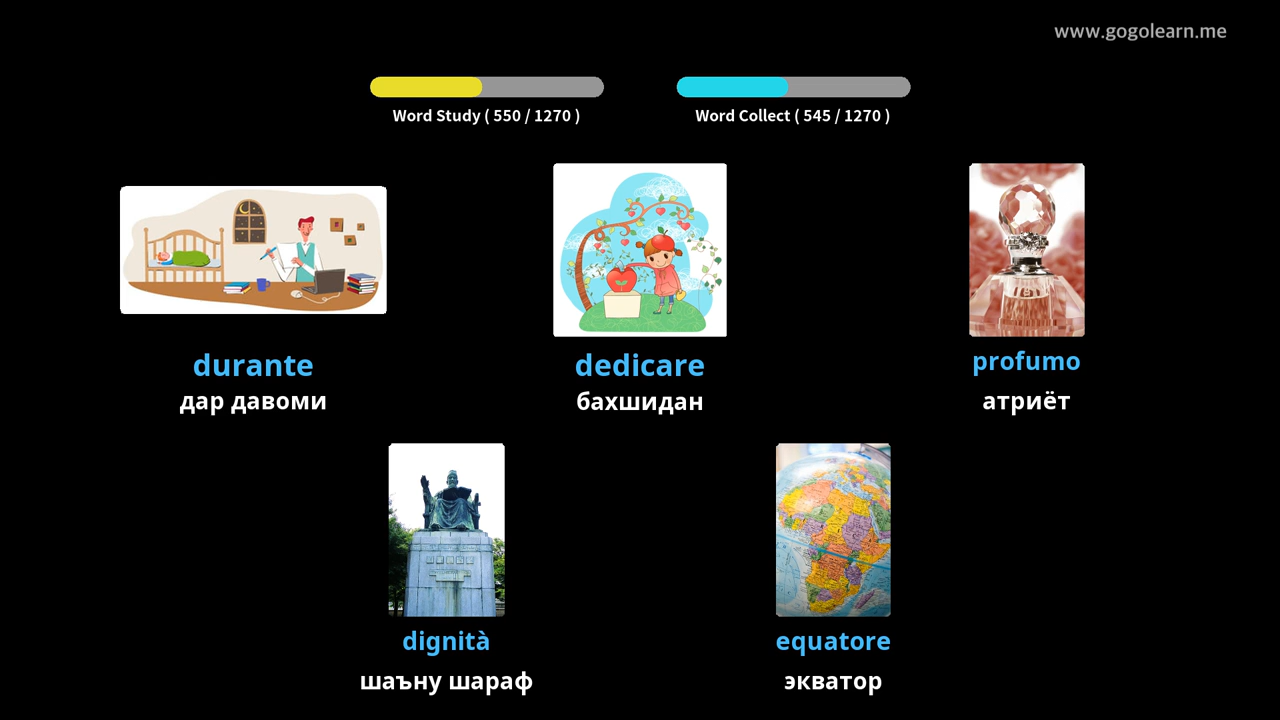 www.gogolearn.me
Word Study ( 550 / 1270 )
Word Collect ( 545 / 1270 )
durante
дар давоми
dedicare
бахшидан
profumo
атриёт
dignità
шаъну шараф
equatore
экватор